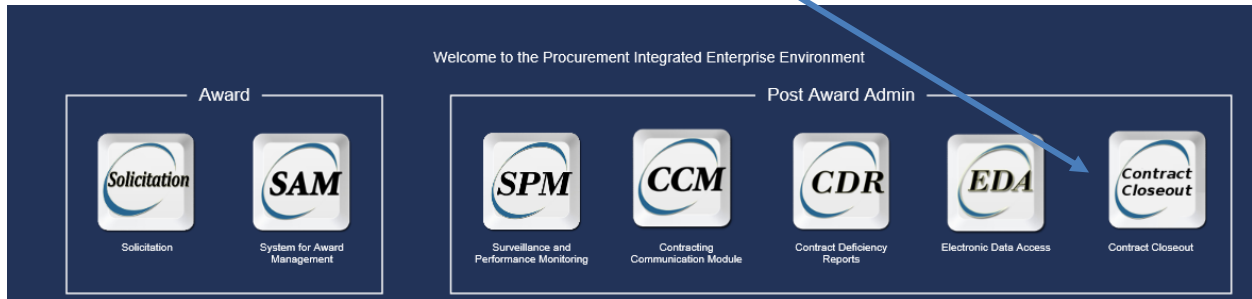 Welcome to the Procurement Integrated Enterprise Environment
Award
Post Award Admin
Solicitation
SAM
SPM
CCM
CDR
EDA
Contract
Closeout
Solicitation
System for Award
Management
Surveillance and
Performance Monitoring
Contracting
Communication Module
Contract Deficiency
Reports
Electronic Data Access
Contract Closeout